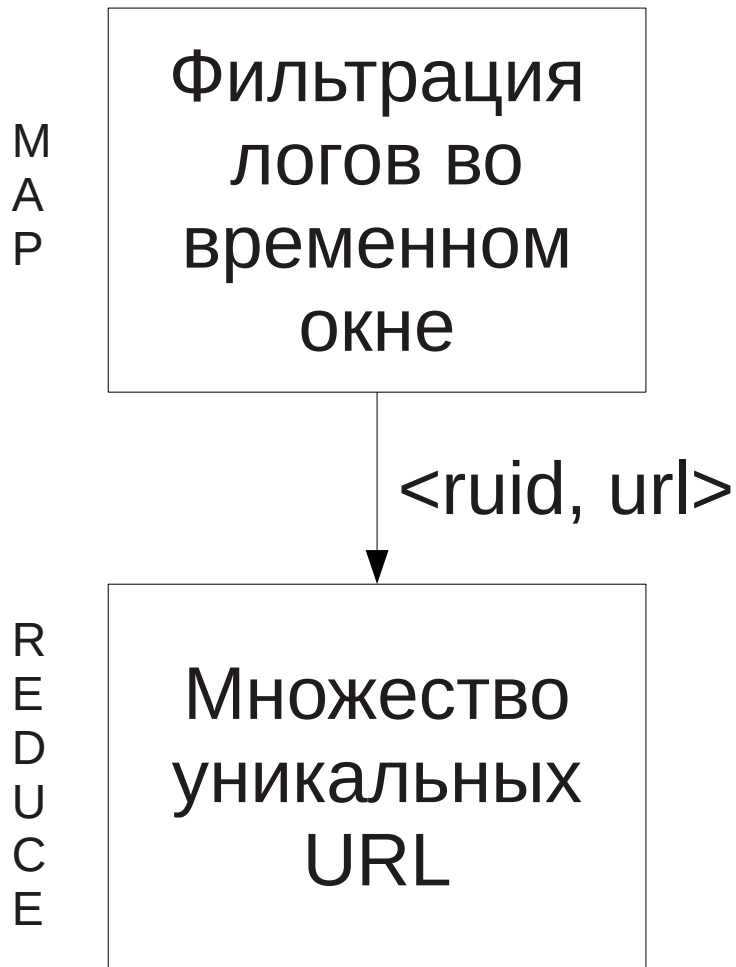 M
A
P
Фильтрация
логов во
временном
окне
<ruid, url>
R
E
D
U
C
E
Множество
уникальных
URL